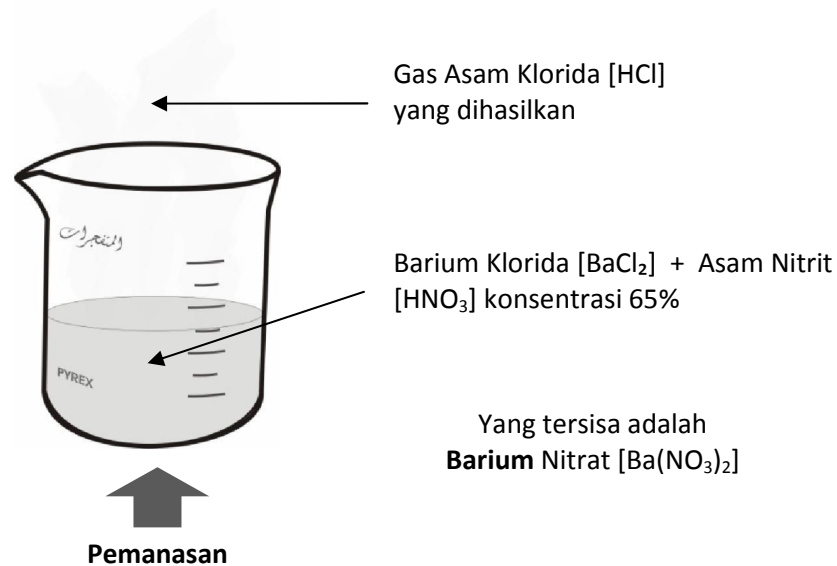 Gas Asam Klorida [HCl]
yang dihasilkan
المتفجرات
Barium Klorida [BaCl₂] + Asam Nitrit
[HNO₃] konsentrasi 65%
PYREX
Yang tersisa adalah
Barium Nitrat [Ba(NO₃)₂]
Pemanasan